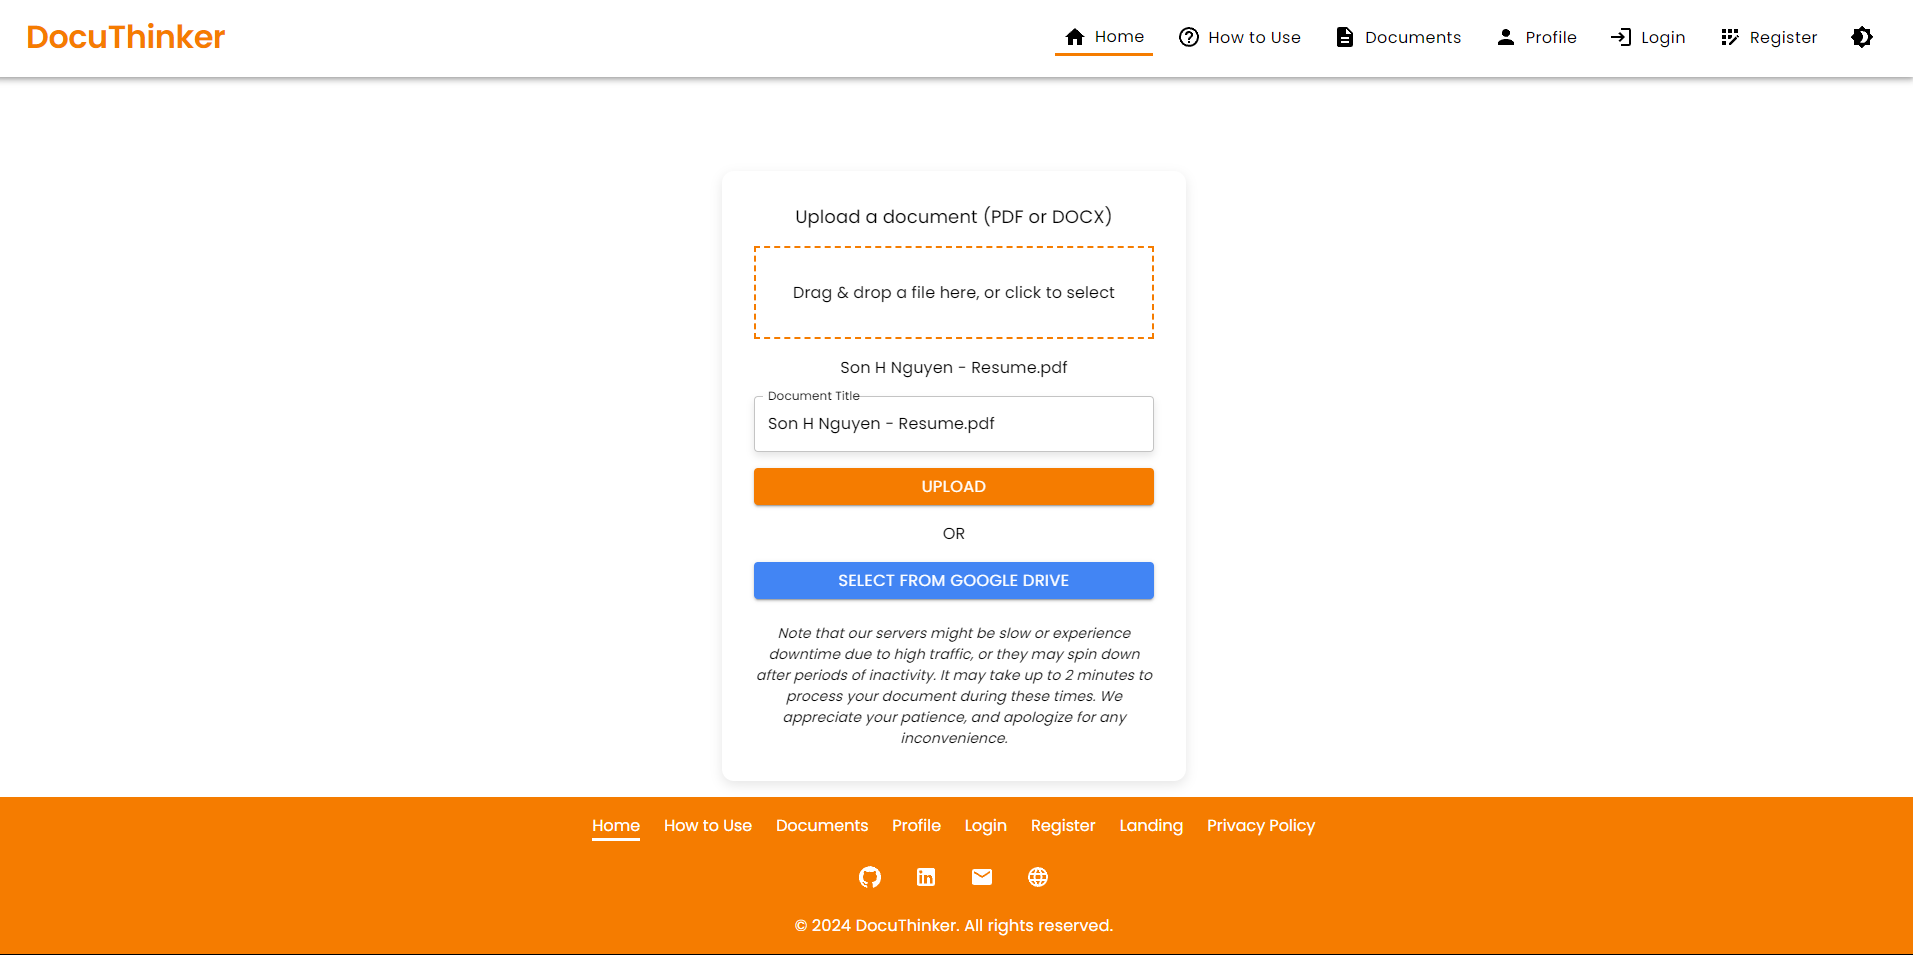 DocuThinker
Home How to Use Documents Profile Login Register
Upload a document (PDF or DOCX)
Drag & drop a file here, or click to select
Son H Nguyen - Resume.pdf
Document Title
Son H Nguyen - Resume.pdf
UPLOAD
OR
SELECT FROM GOOGLE DRIVE
Note that our servers might be slow or experience
downtime due to high traffic, or they may spin down
after periods of inactivity. It may take up to 2 minutes to
process your document during these times. We
appreciate your patience, and apologize for any
inconvenience.
Home How to Use Documents Profile Login Register Landing Privacy Policy
© 2024 DocuThinker. All rights reserved.